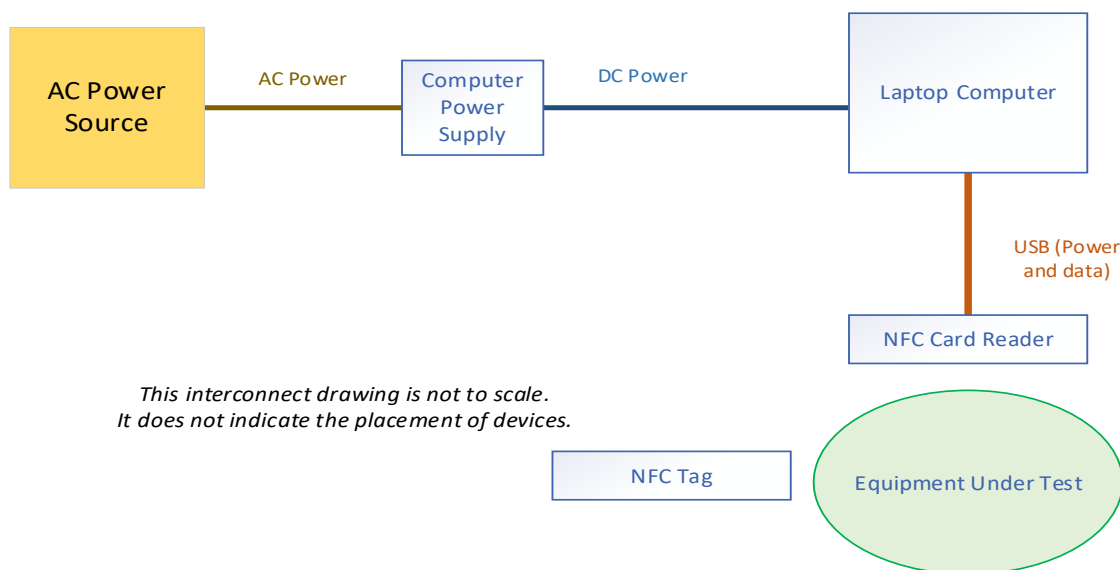 AC Power
Source
AC Power
Computer
Power
Supply
DC Power
Laptop Computer
USB (Power
and data)
NFC Card Reader
This interconnect drawing is not to scale.
It does not indicate the placement of devices.
NFC Tag
Equipment Under Test